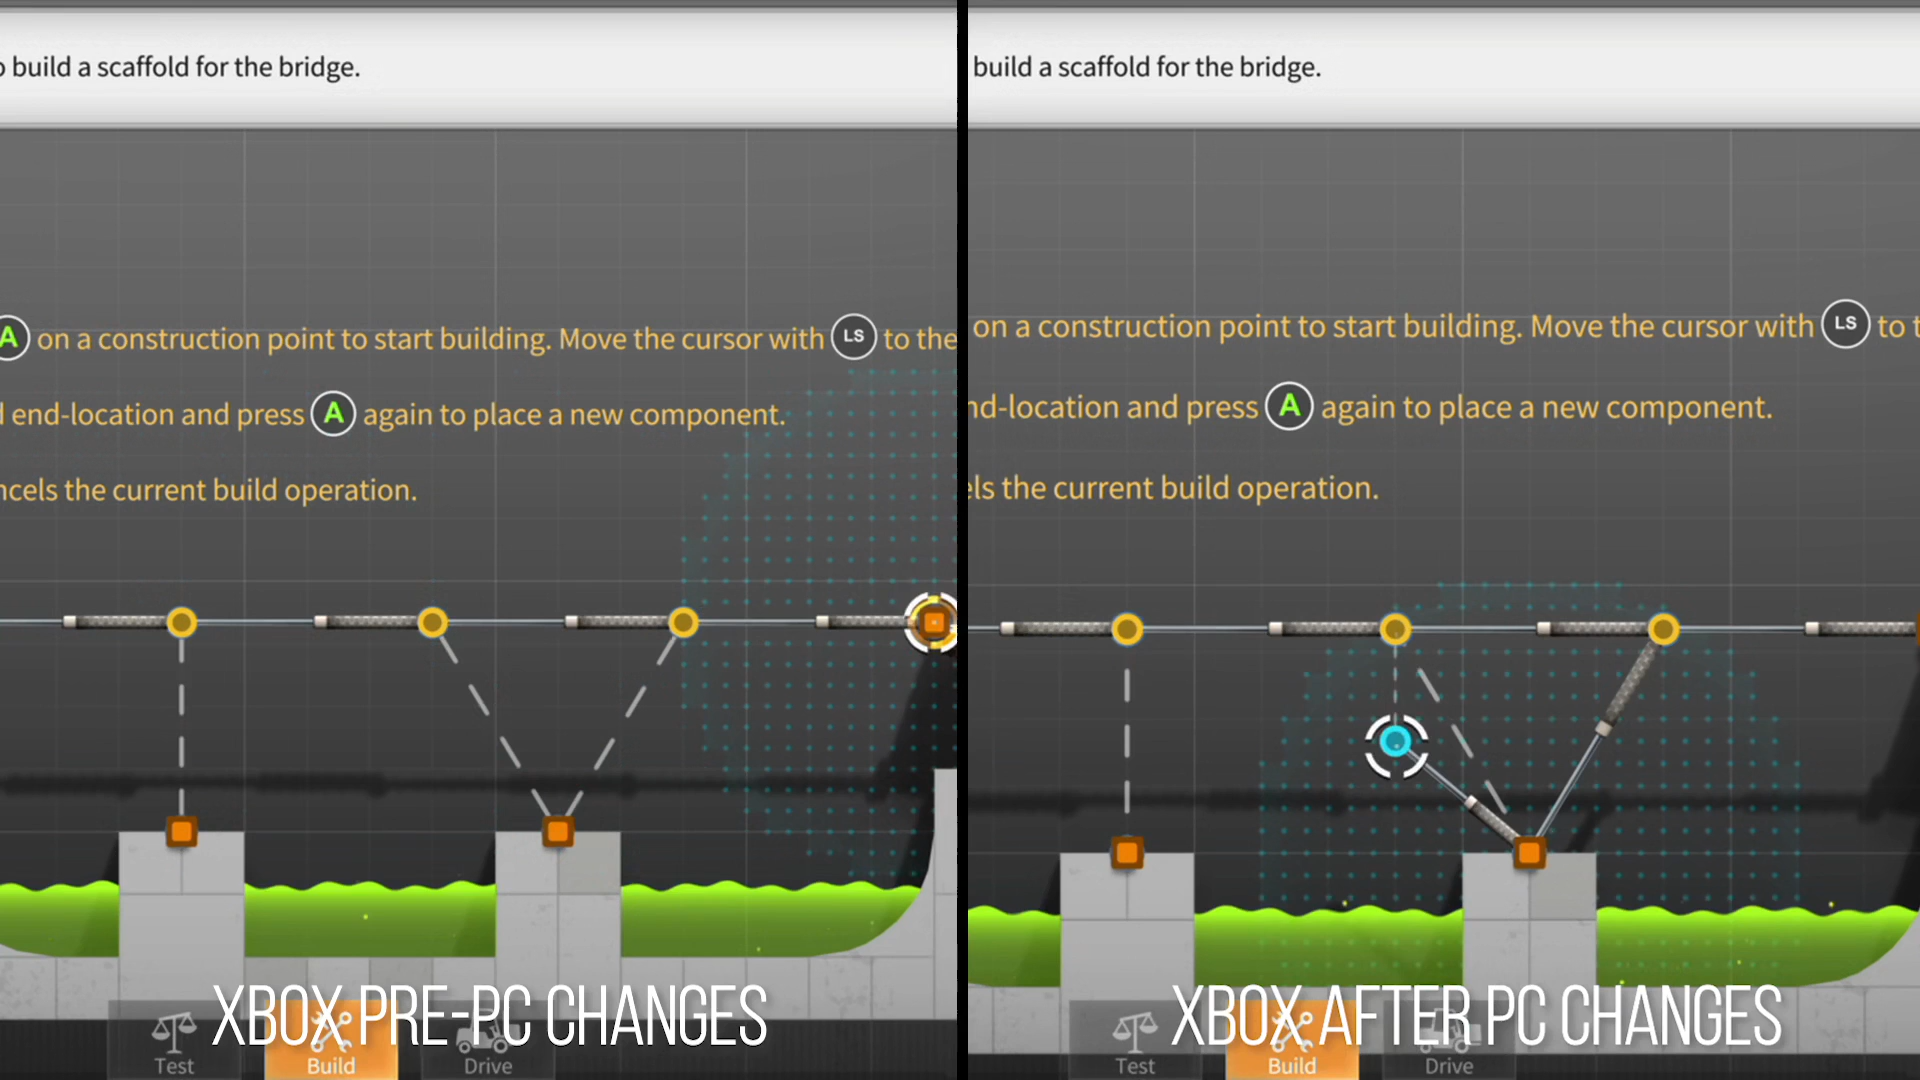 o build a scaffold for the bridge.
A on a construction point to start building. Move the cursor with LS to the
d end-location and press A again to place a new component.
ncels the current build operation.
XBOX PRE-PC CHANGES
Test
Build
Drive
build a scaffold for the bridge.
on a construction point to start building. Move the cursor with LS to t
nd-location and press A again to place a new component.
els the current build operation.
XBOX AFTER PC CHANGES
Test
Build
Drive